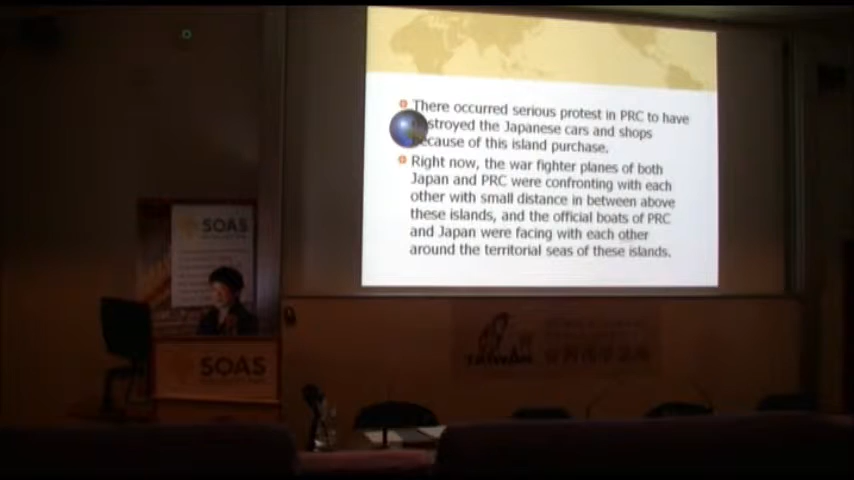 There occurred serious protest in PRC to have
destroyed the Japanese cars and shops
because of this island purchase.
Right now, the war fighter planes of both
Japan and PRC were confronting with each
other with small distance in between above
these islands, and the official boats of PRC
and Japan were facing with each other
around the territorial seas of these islands.
SOAS
SOAS
TAIWAN